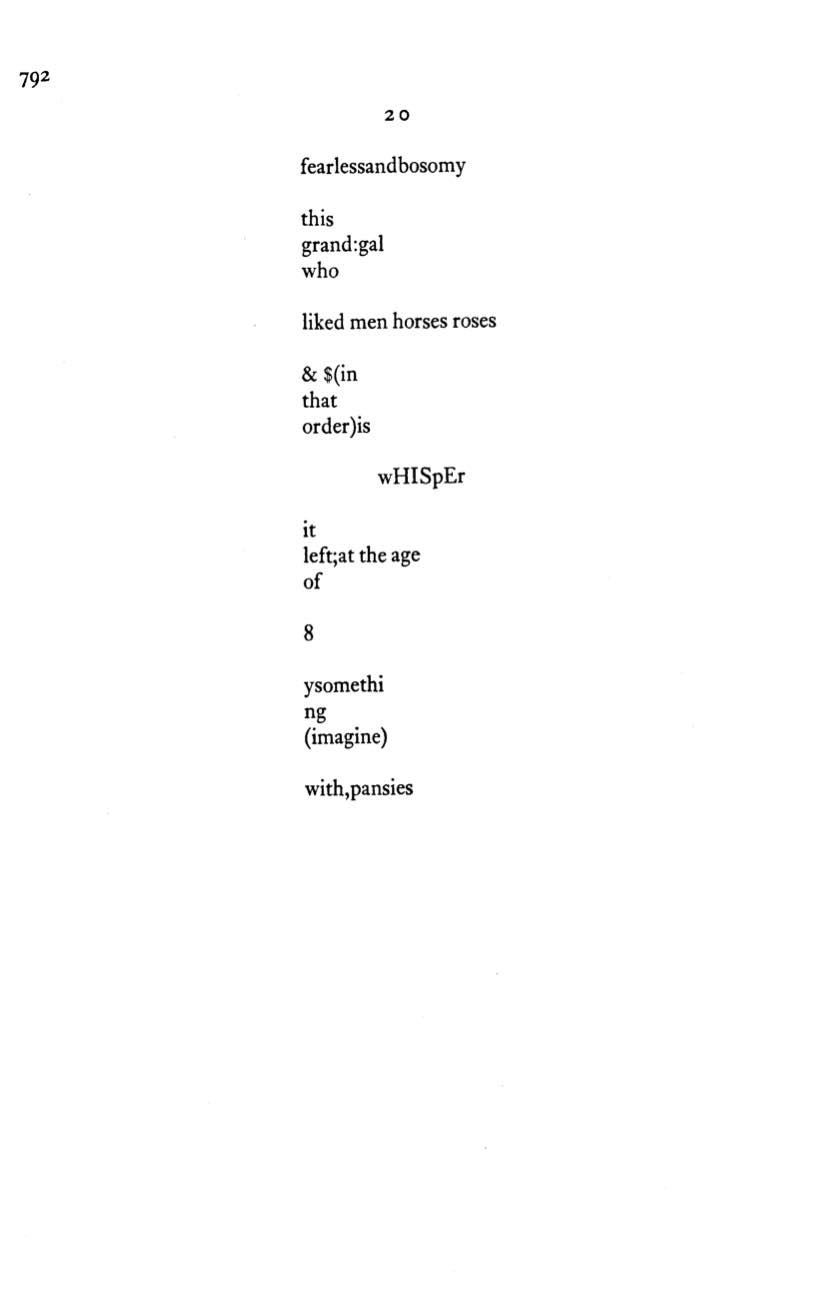 792
20
fearlessandbosomy
this
grand:gal
who
liked men horses roses
& $(in
that
order)is
wHISpEr
it
left;at the age
of
8
ysomethi
ng
(imagine)
with,pansies